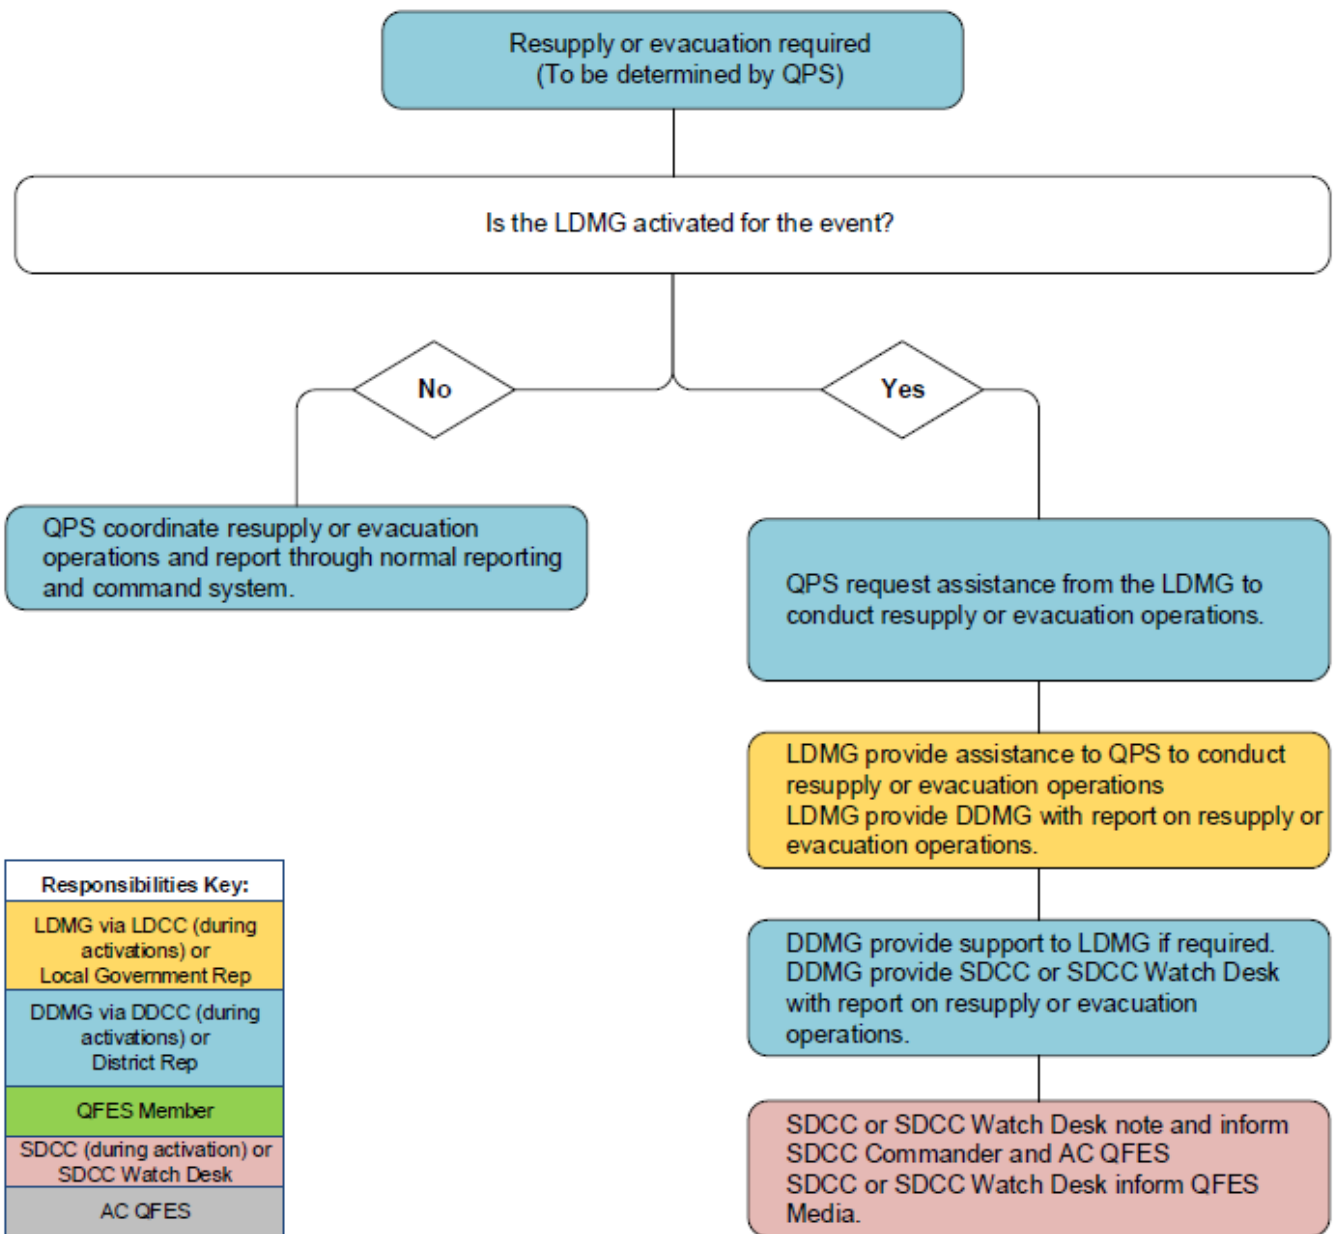 Resupply or evacuation required
(To be determined by QPS)
Is the LDMG activated for the event?
No
Yes
QPS coordinate resupply or evacuation
operations and report through normal reporting
and command system.
QPS request assistance from the LDMG to
conduct resupply or evacuation operations.
LDMG provide assistance to QPS to conduct
resupply or evacuation operations
LDMG provide DDMG with report on resupply or
evacuation operations.
DDMG provide support to LDMG if required.
DDMG provide SDCC or SDCC Watch Desk
with report on resupply or evacuation
operations.
SDCC or SDCC Watch Desk note and inform
SDCC Commander and AC QFES
SDCC or SDCC Watch Desk inform QFES
Media.
Responsibilities Key:
LDMG via LDCC (during
activations) or
Local Government Rep
DDMG via DDCC (during
activations) or
District Rep
QFES Member
SDCC (during activation) or
SDCC Watch Desk
AC QFES